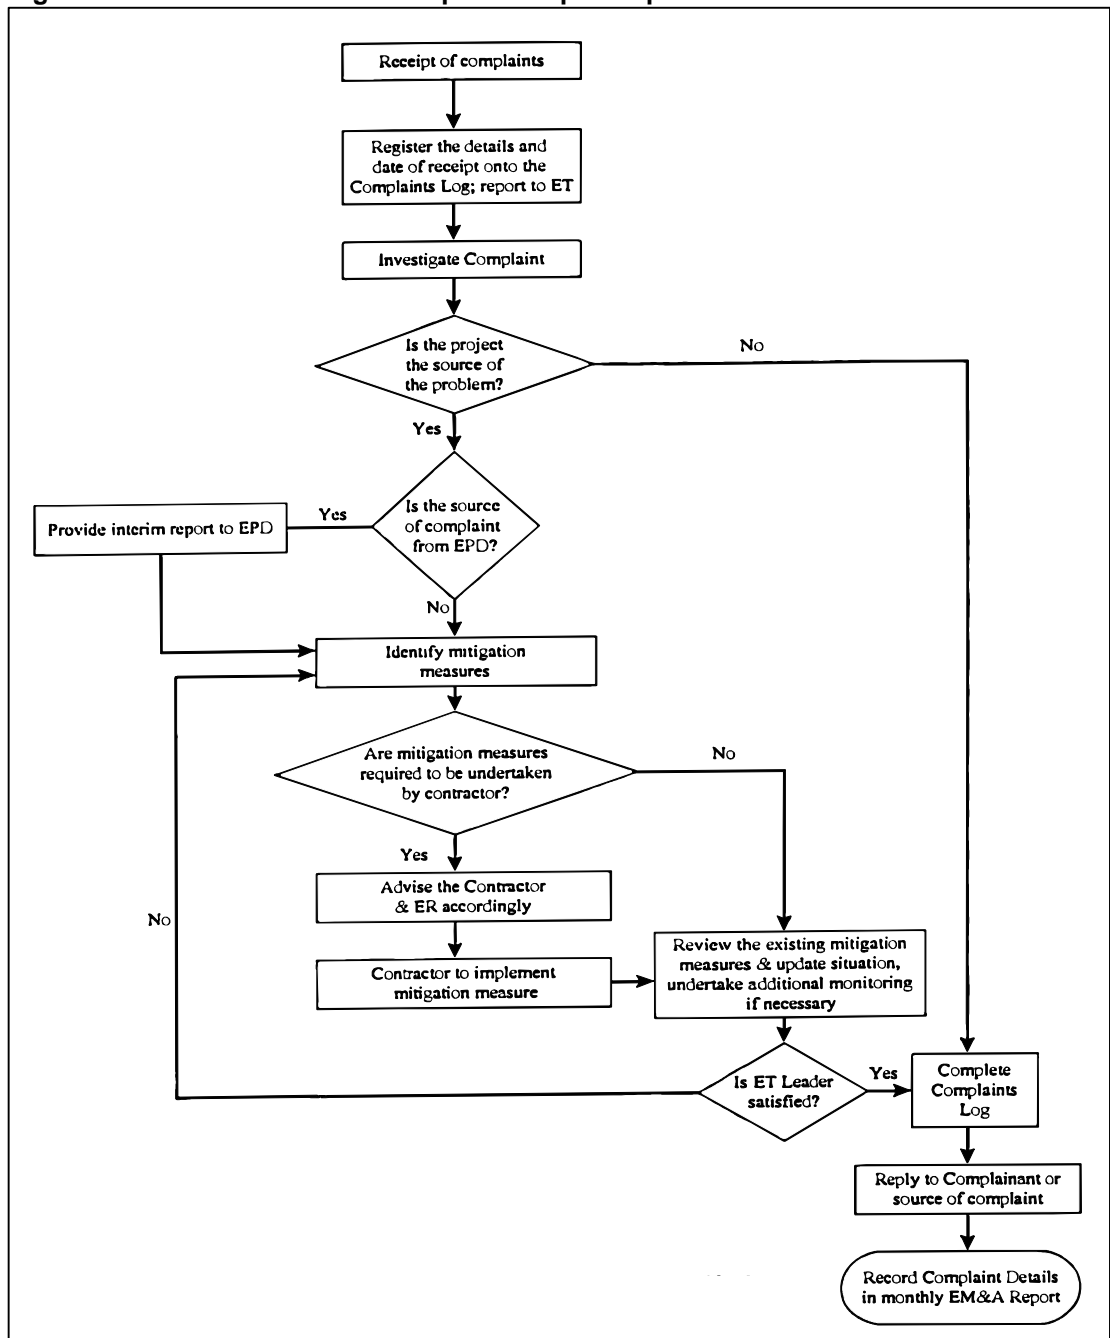 Receipt of complaints
Register the details and
date of receipt onto the
Complaints Log; report to ET
Investigate Complaint
Is the project
the source of
the problem?
No
Yes
Is the source
of complaint
from EPD?
Yes
Provide interim report to EPD
No
Identify mitigation
measures
Are mitigation measures
required to be undertaken
by contractor?
No
Yes
Advise the Contractor
& ER accordingly
No
Contractor to implement
mitigation measure
Review the existing mitigation
measures & update situation,
undertake additional monitoring
if necessary
Is ET Leader
satisfied?
Yes
Complete
Complaints
Log
Reply to Complainant or
source of complaint
Record Complaint Details
in monthly EM&A Report